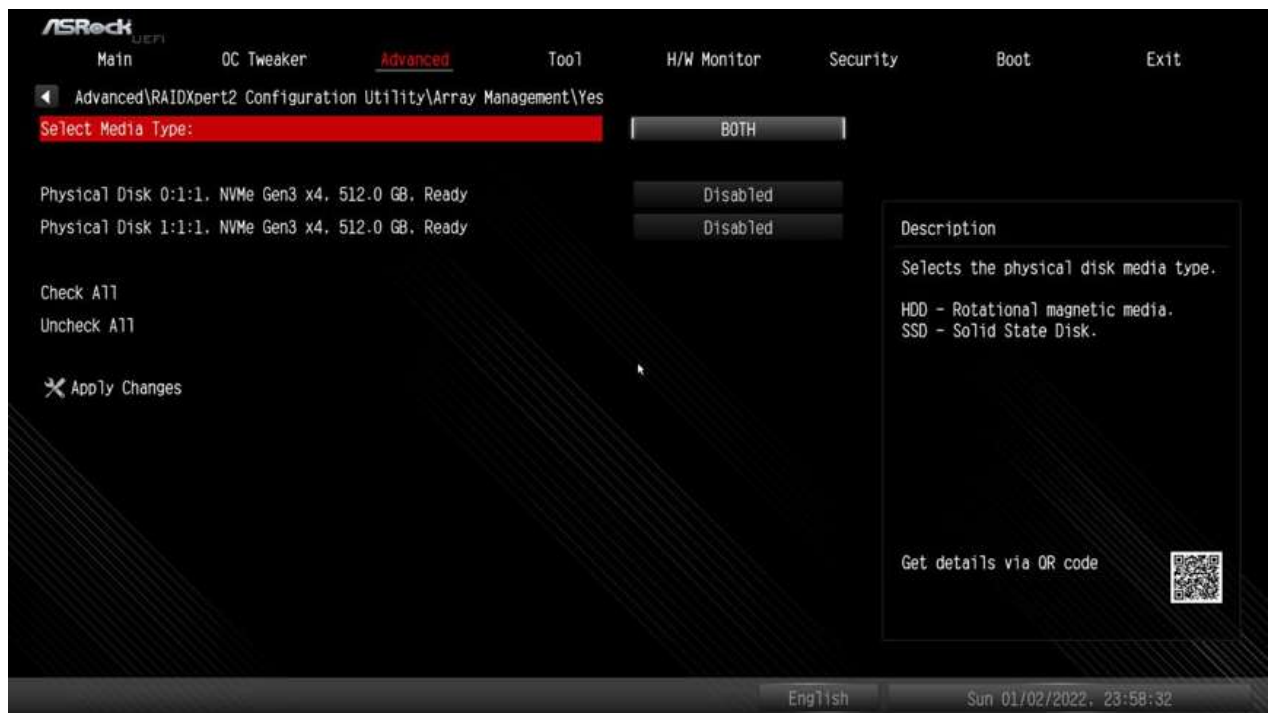 ASRock
UEFI
Main OC Tweaker Advanced Tool H/W Monitor Security Boot Exit
Advanced\RAIDXpert2 Configuration Utility\Array Management\Yes
Select Media Type: BOTH
Physical Disk 0:1:1, NVMe Gen3 x4, 512.0 GB, Ready Disabled
Physical Disk 1:1:1, NVMe Gen3 x4, 512.0 GB, Ready Disabled
Check All
Uncheck All
Apply Changes
Description
Selects the physical disk media type.
HDD - Rotational magnetic media.
SSD - Solid State Disk.
Get details via QR code
English Sun 01/02/2022, 23:58:32